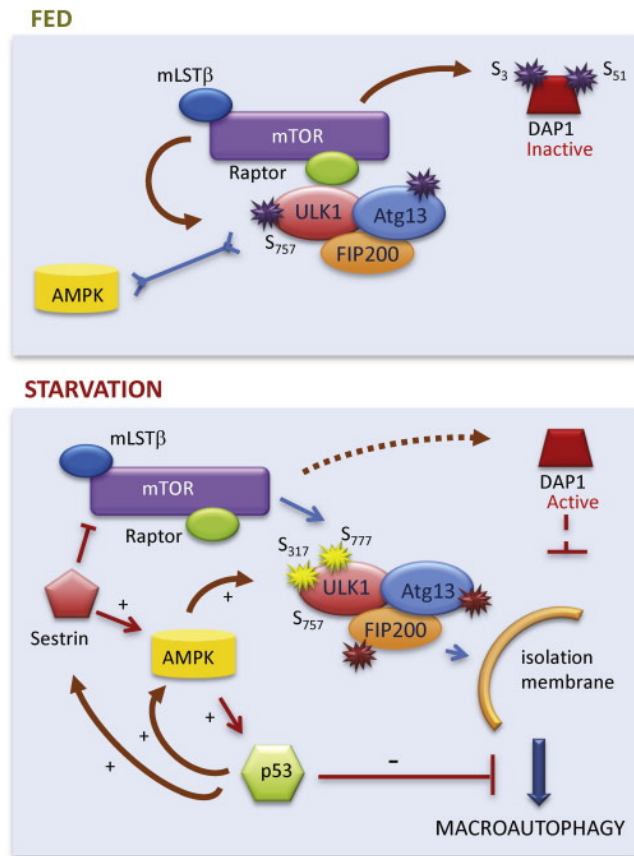 FED
mLSTβ
mTOR
Raptor
S3
S51
DAP1
Inactive
ULK1
Atg13
S757
FIP200
AMPK
STARVATION
mLSTβ
mTOR
Raptor
DAP1
Active
S317
S777
ULK1
Atg13
S757
FIP200
Sestrin
+
+
AMPK
isolation
membrane
+
+
+
p53
-
MACROAUTOPHAGY